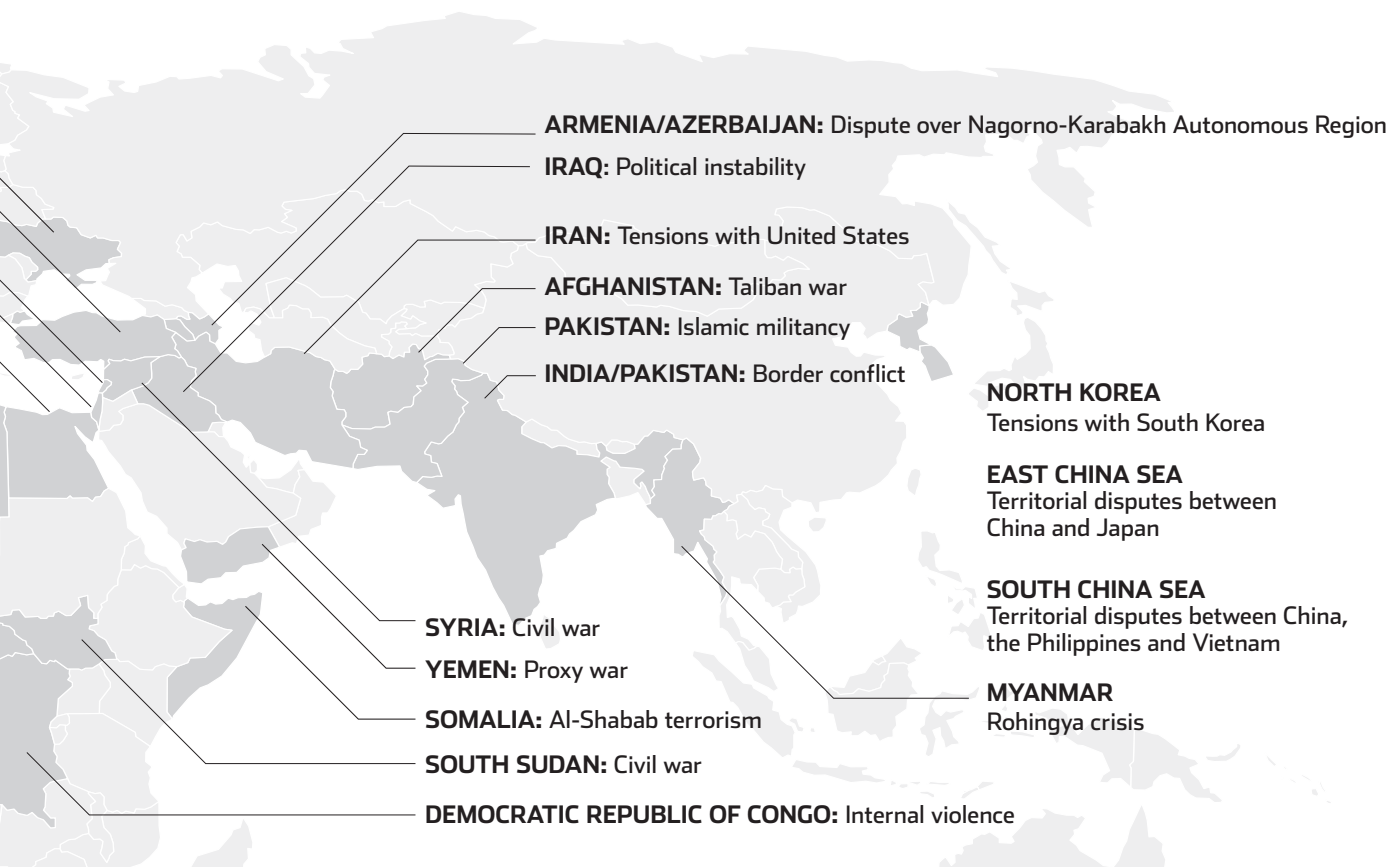 ARMENIA/AZERBAIJAN: Dispute over Nagorno-Karabakh Autonomous Region
IRAQ: Political instability
IRAN: Tensions with United States
AFGHANISTAN: Taliban war
PAKISTAN: Islamic militancy
INDIA/PAKISTAN: Border conflict
NORTH KOREA
Tensions with South Korea
EAST CHINA SEA
Territorial disputes between
China and Japan
SOUTH CHINA SEA
Territorial disputes between China,
the Philippines and Vietnam
MYANMAR
Rohingya crisis
SYRIA: Civil war
YEMEN: Proxy war
SOMALIA: Al-Shabab terrorism
SOUTH SUDAN: Civil war
DEMOCRATIC REPUBLIC OF CONGO: Internal violence